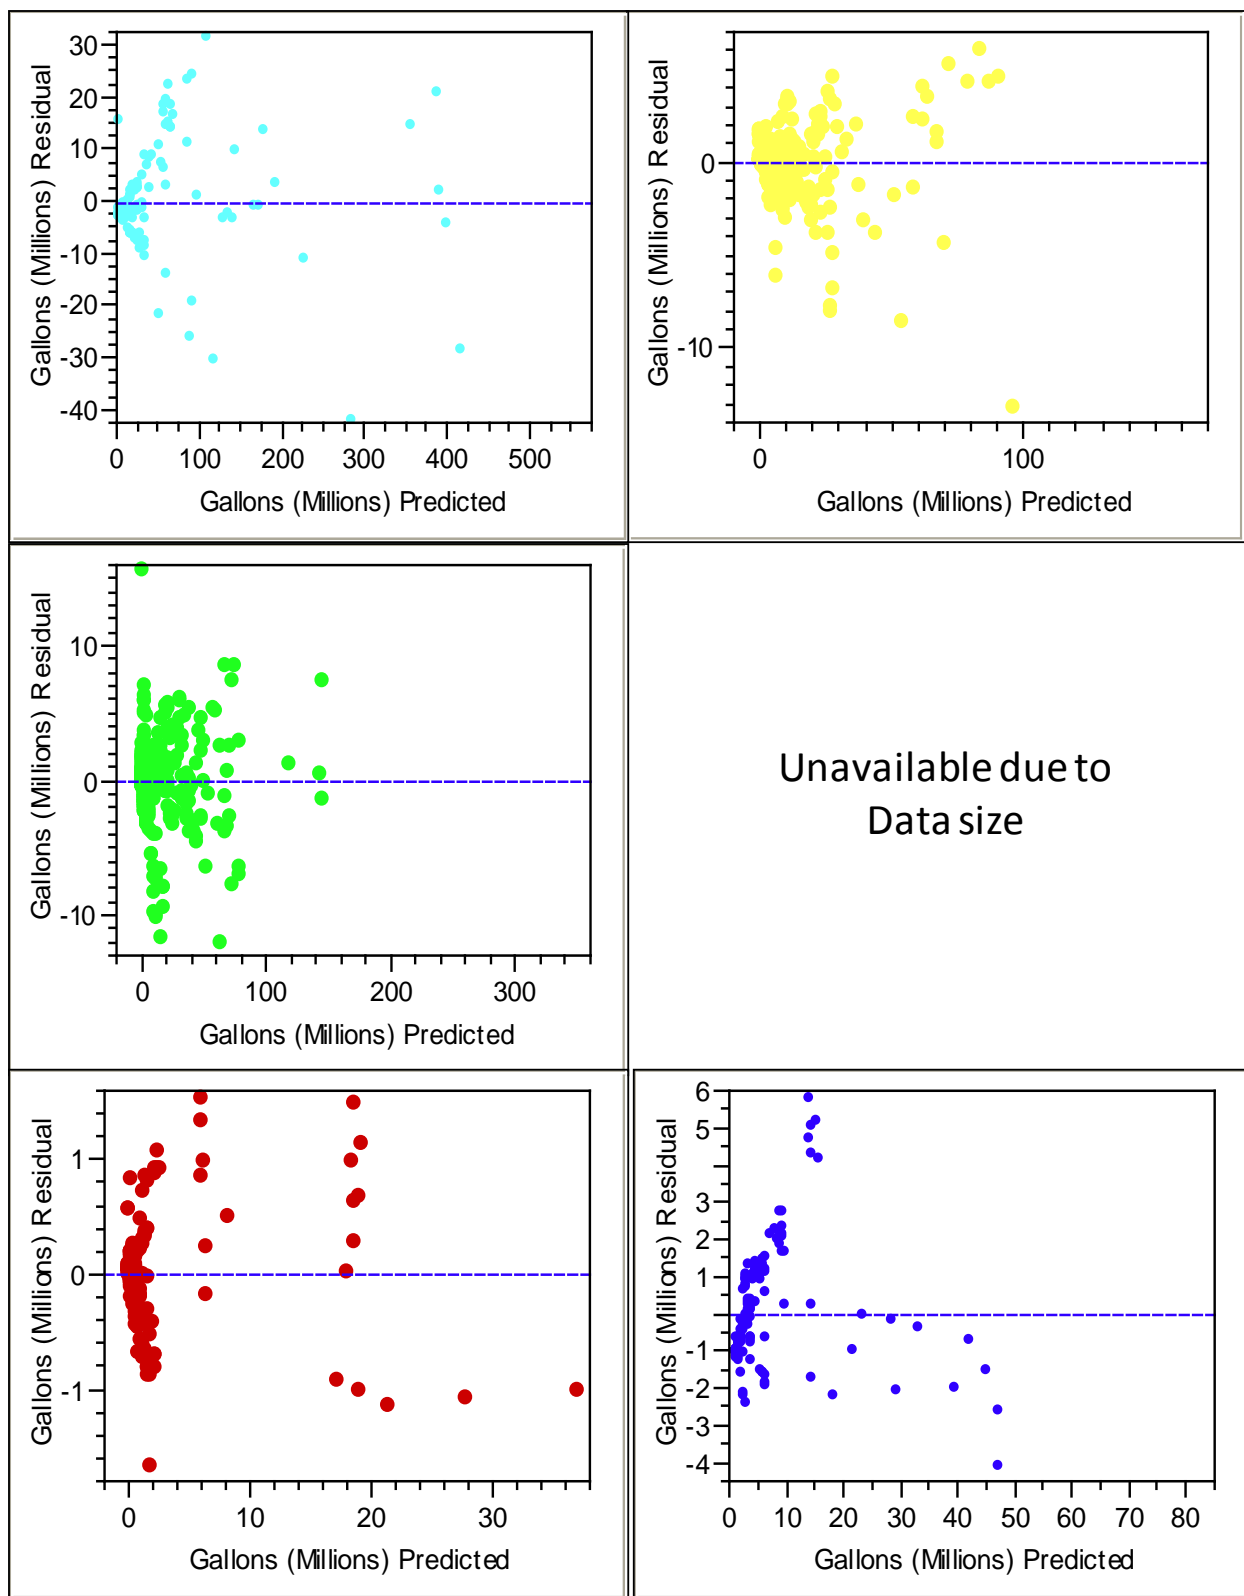 Gallons (Millions) Residual
30
20
10
0
-10
-20
-30
-40
0 100 200 300 400 500
Gallons (Millions) Predicted
Gallons (Millions) Residual
0
-10
0 100
Gallons (Millions) Predicted
Gallons (Millions) Residual
10
0
-10
0 100 200 300
Gallons (Millions) Predicted
Unavailable due to
Data size
Gallons (Millions) Residual
1
0
-1
0 10 20 30
Gallons (Millions) Predicted
Gallons (Millions) Residual
6
5
3
2
1
-1
-2
-3
-4
0 10 20 30 40 50 60 70 80
Gallons (Millions) Predicted